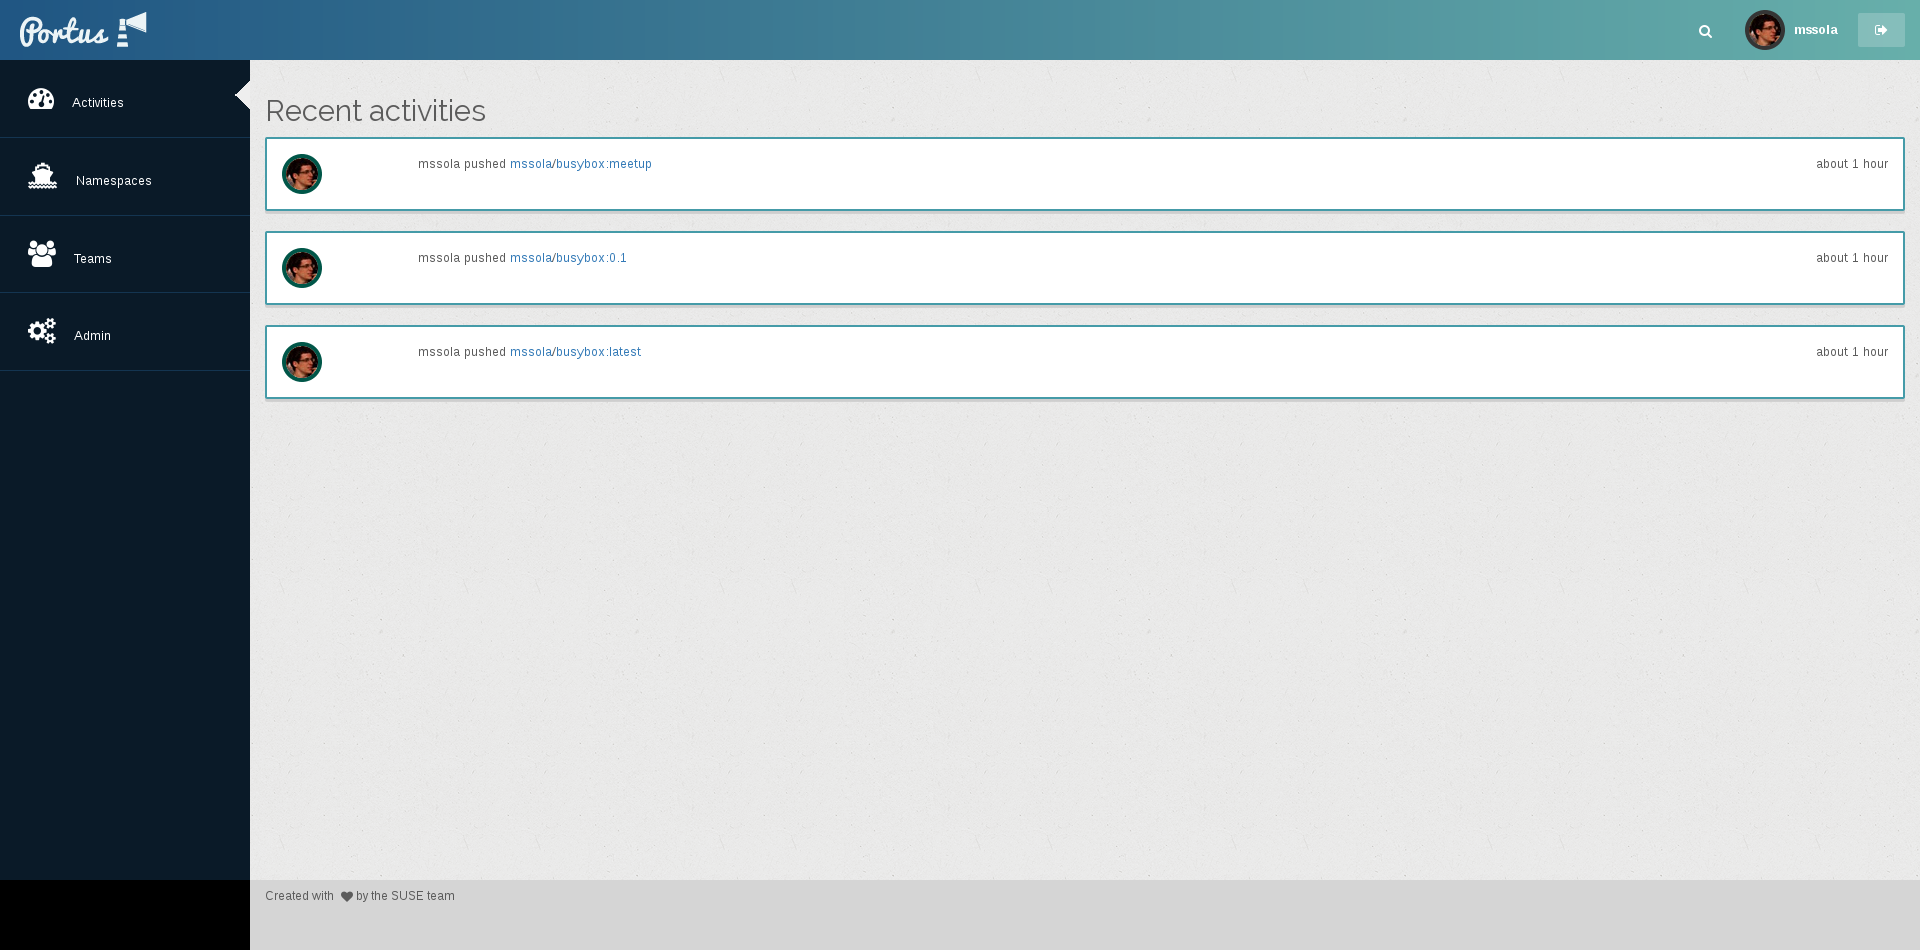 Portus
mssola
Activities
Namespaces
Teams
Admin
Recent activities
mssola pushed mssola/busybox:meetup
about 1 hour
mssola pushed mssola/busybox:0.1
about 1 hour
mssola pushed mssola/busybox:latest
about 1 hour
Created with by the SUSE team